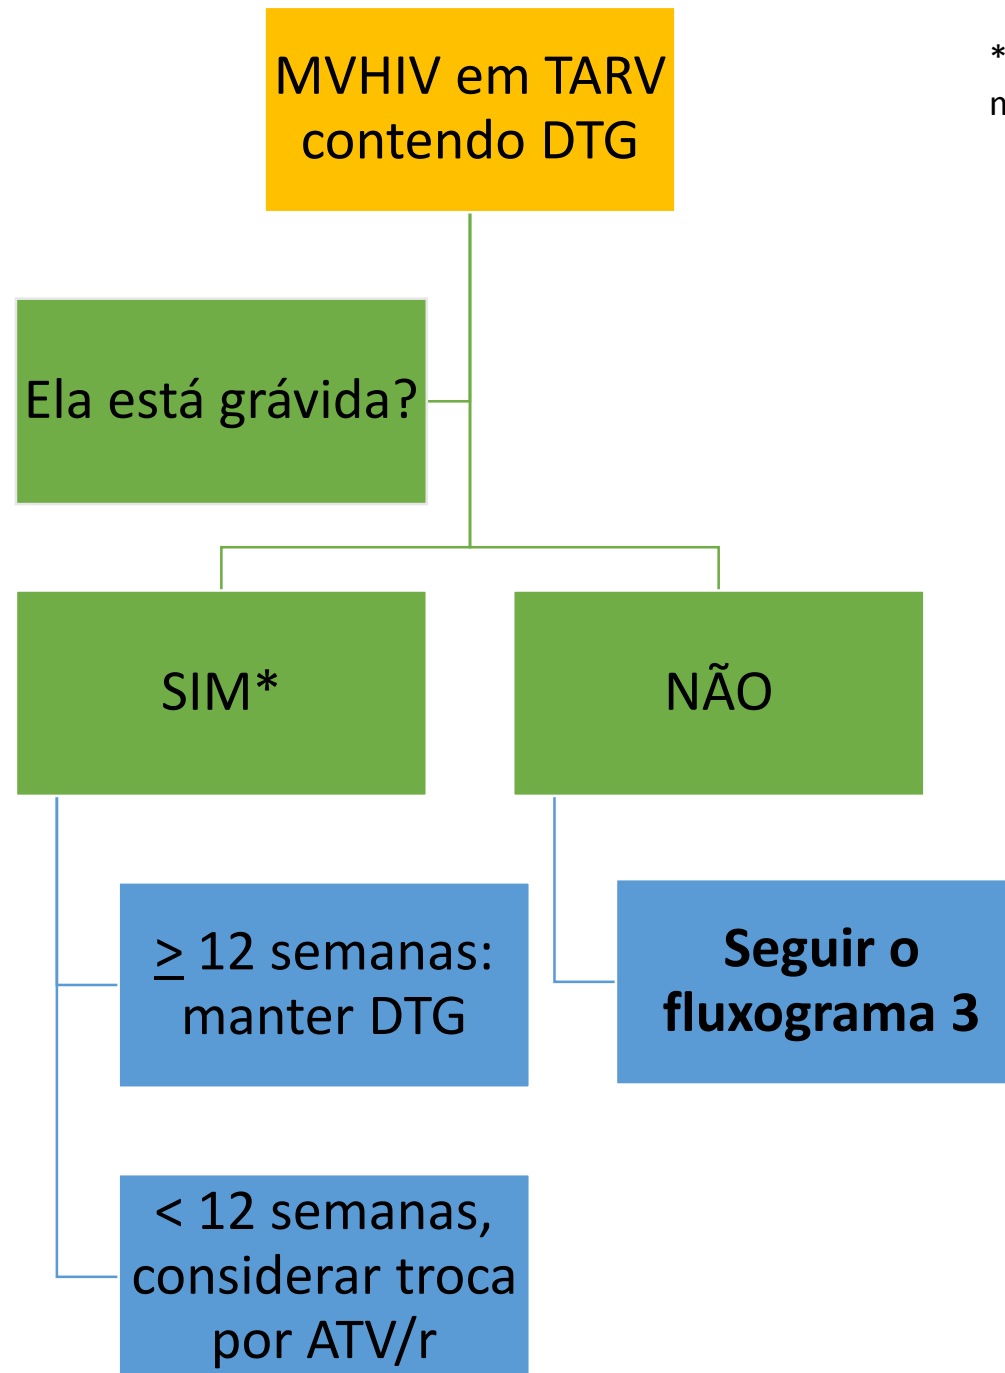 MVHIV em TARV
contendo DTG
*
Ela está grávida?
SIM*
NÃO
≥ 12 semanas:
manter DTG
Seguir o
fluxograma 3
< 12 semanas,
considerar troca
por ATV/r